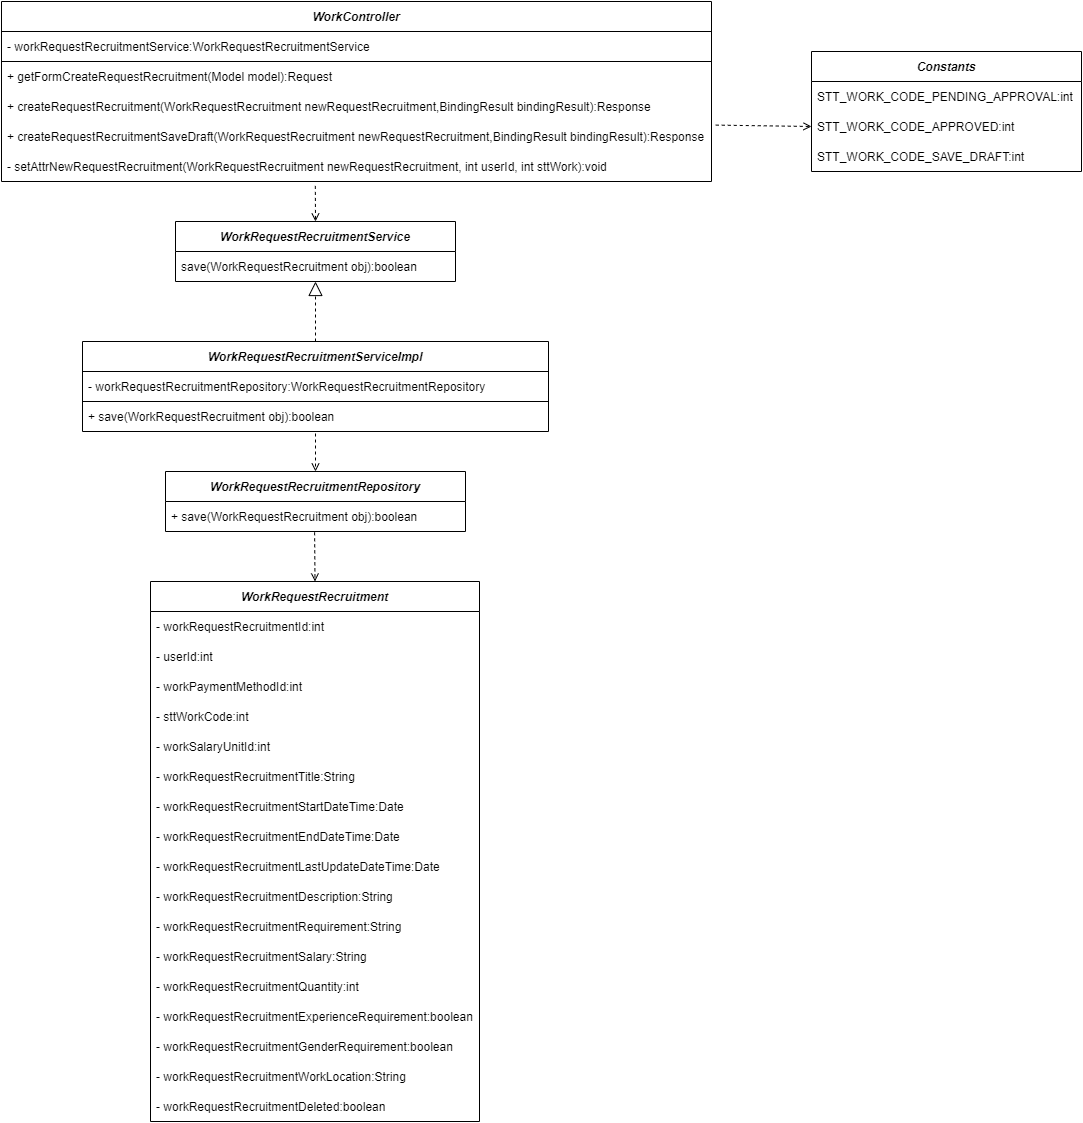 WorkController
- workRequestRecruitmentService:WorkRequestRecruitmentService
+ getFormCreateRequestRecruitment(Model model):Request
+ createRequestRecruitment(WorkRequestRecruitment newRequestRecruitment,BindingResult bindingResult):Response
+ createRequestRecruitmentSaveDraft(WorkRequestRecruitment newRequestRecruitment,BindingResult bindingResult):Response
- setAttrNewRequestRecruitment(WorkRequestRecruitment newRequestRecruitment, int userId, int sttWork):void
Constants
STT_WORK_CODE_PENDING_APPROVAL:int
STT_WORK_CODE_APPROVED:int
STT_WORK_CODE_SAVE_DRAFT:int
WorkRequestRecruitmentService
save(WorkRequestRecruitment obj):boolean
WorkRequestRecruitmentServiceImpl
- workRequestRecruitmentRepository:WorkRequestRecruitmentRepository
+ save(WorkRequestRecruitment obj):boolean
WorkRequestRecruitmentRepository
+ save(WorkRequestRecruitment obj):boolean
WorkRequestRecruitment
- workRequestRecruitmentId:int
- userId:int
- workPaymentMethodId:int
- sttWorkCode:int
- workSalaryUnitId:int
- workRequestRecruitmentTitle:String
- workRequestRecruitmentStartDateTime:Date
- workRequestRecruitmentEndDateTime:Date
- workRequestRecruitmentLastUpdateDateTime:Date
- workRequestRecruitmentDescription:String
- workRequestRecruitmentRequirement:String
- workRequestRecruitmentSalary:String
- workRequestRecruitmentQuantity:int
- workRequestRecruitmentExperienceRequirement:boolean
- workRequestRecruitmentGenderRequirement:boolean
- workRequestRecruitmentWorkLocation:String
- workRequestRecruitmentDeleted:boolean